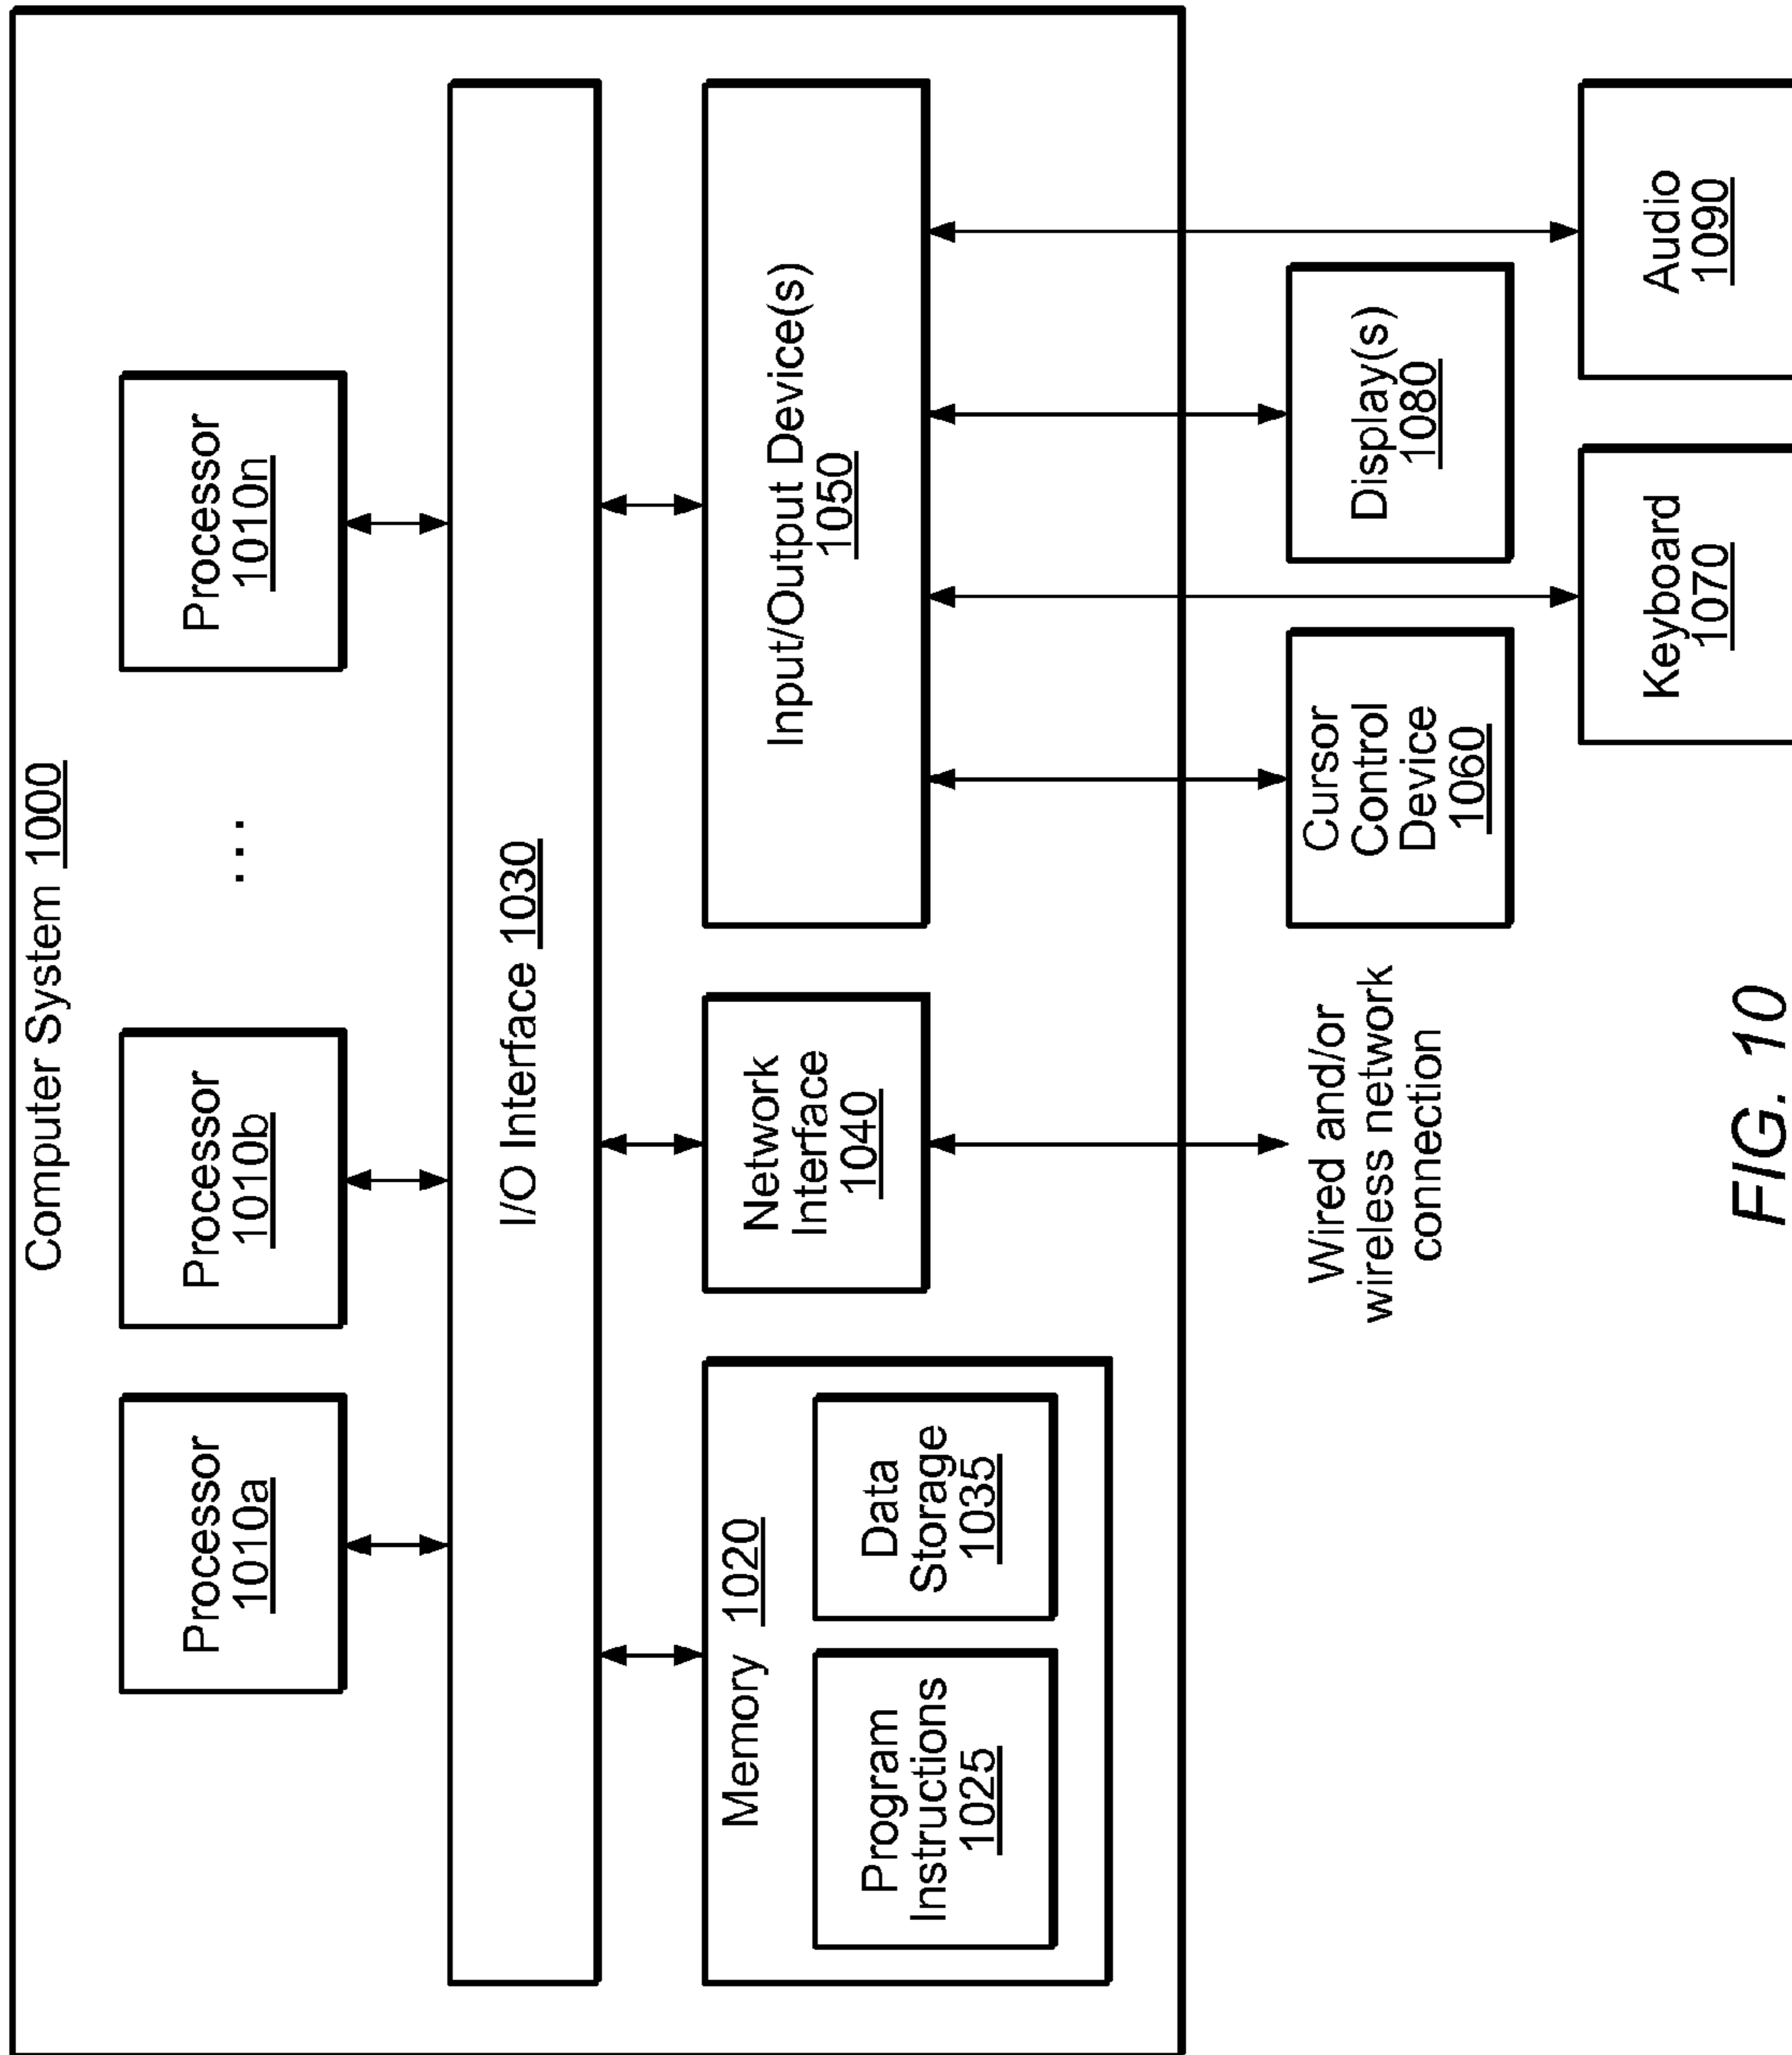 Computer System 1000
Processor
1010a
Processor
1010b
...
Processor
1010n
I/O Interface 1030
Memory 1020
Program
Instructions
1025
Data
Storage
1035
Network
Interface
1040
Input/Output Device(s)
1050
Wired and/or
wireless network
connection
Cursor
Control
Device
1060
Keyboard
1070
Display(s)
1080
Audio
1090
FIG. 10